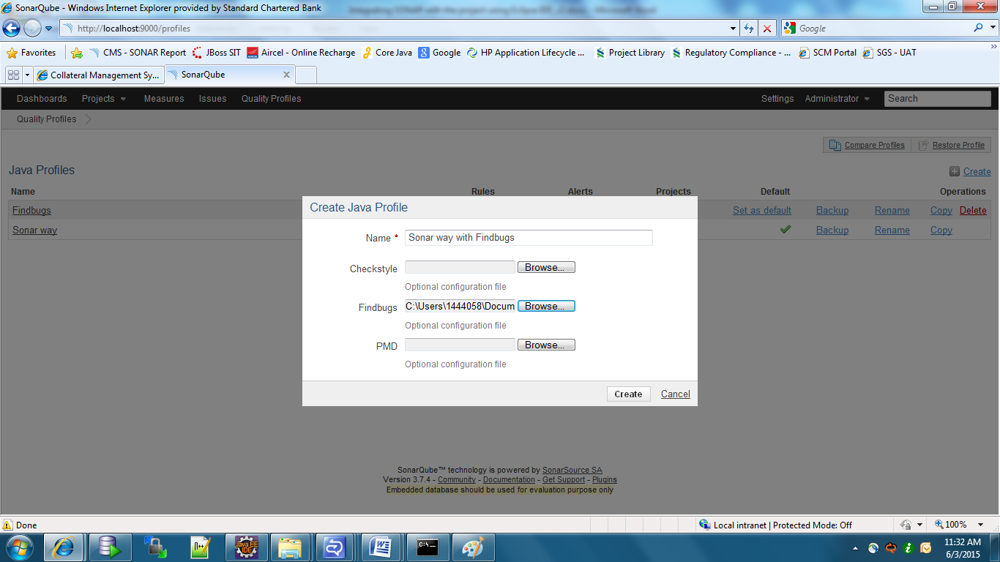 SonarQube - Windows Internet Explorer provided by Standard Chartered Bank
http://localhost:9000/profiles
Google
Favorites CMS - SONAR Report JBoss SIT Aircel - Online Recharge Core Java Google HP Application Lifecycle ... Project Library Regulatory Compliance - ... SCM Portal SGS - UAT
Collateral Management Sy... SonarQube
Dashboards Projects Measures Issues Quality Profiles Settings Administrator Search
Quality Profiles
Compare Profiles Restore Profile
Java Profiles
Create
Name Rules Alerts Projects Default Operations
Findbugs Set as default Backup Rename Copy Delete
Sonar way Backup Rename Copy
Create Java Profile
Name * Sonar way with Findbugs
Checkstyle Browse...
Optional configuration file
Findbugs C:\Users\1444058\Docum Browse...
Optional configuration file
PMD Browse...
Optional configuration file
Create Cancel
SonarQube™ technology is powered by SonarSource SA
Version 3.7.4 - Community - Documentation - Get Support - Plugins
Embedded database should be used for evaluation purpose only
Done Local intranet | Protected Mode: Off 100%
Java EE
IDE
11:32 AM
6/3/2015